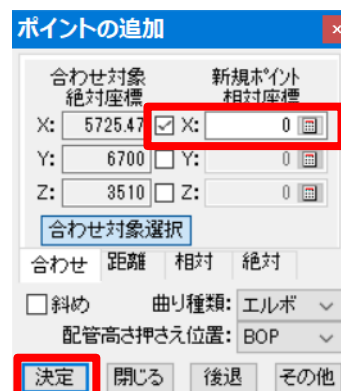 ポイントの追加
合わせ対象 新規ポイント
絶対座標 相対座標
X: 5725.47 X: 0
Y: 6700 Y: 0
Z: 3510 Z: 0
合わせ対象選択
合わせ 距離 相対 絶対
斜め 曲り種類: エルボ
配管高さ押さえ位置: BOP
決定 閉じる 後退 その他